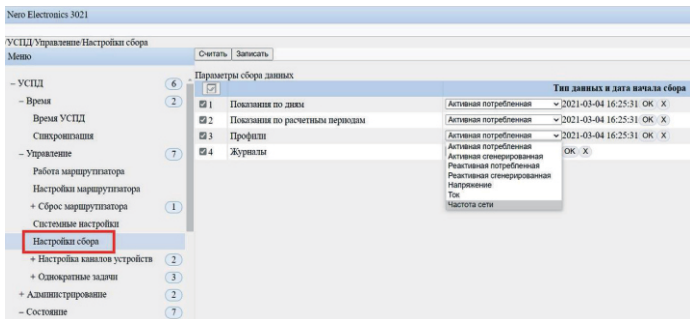 Nero Electronics 3021
/УСПД/Управление/Настройки сбора
Меню
Считать Записать
– УСПД 6
Параметры сбора данных
Тип данных и дата начала сбора
– Время 2
1 Показания по дням Активная потребленная 2021-03-04 16:25:31 OK X
Время УСПД
2 Показания по расчетным периодам Активная потребленная 2021-03-04 16:25:31 OK X
Синхронизация
3 Профили Активная потребленная 2021-03-04 16:25:31 OK X
– Управление 7
4 Журналы OK X
Активная потребленная
Активная сгенерированная
Реактивная потребленная
Реактивная сгенерированная
Напряжение
Ток
Частота сети
Работа маршрутизатора
Настройки маршрутизатора
+ Сброс маршрутизатора 1
Системные настройки
Настройки сбора
+ Настройка каналов устройств 2
+ Однократные задачи 3
+ Администрирование 2
– Состояние 7